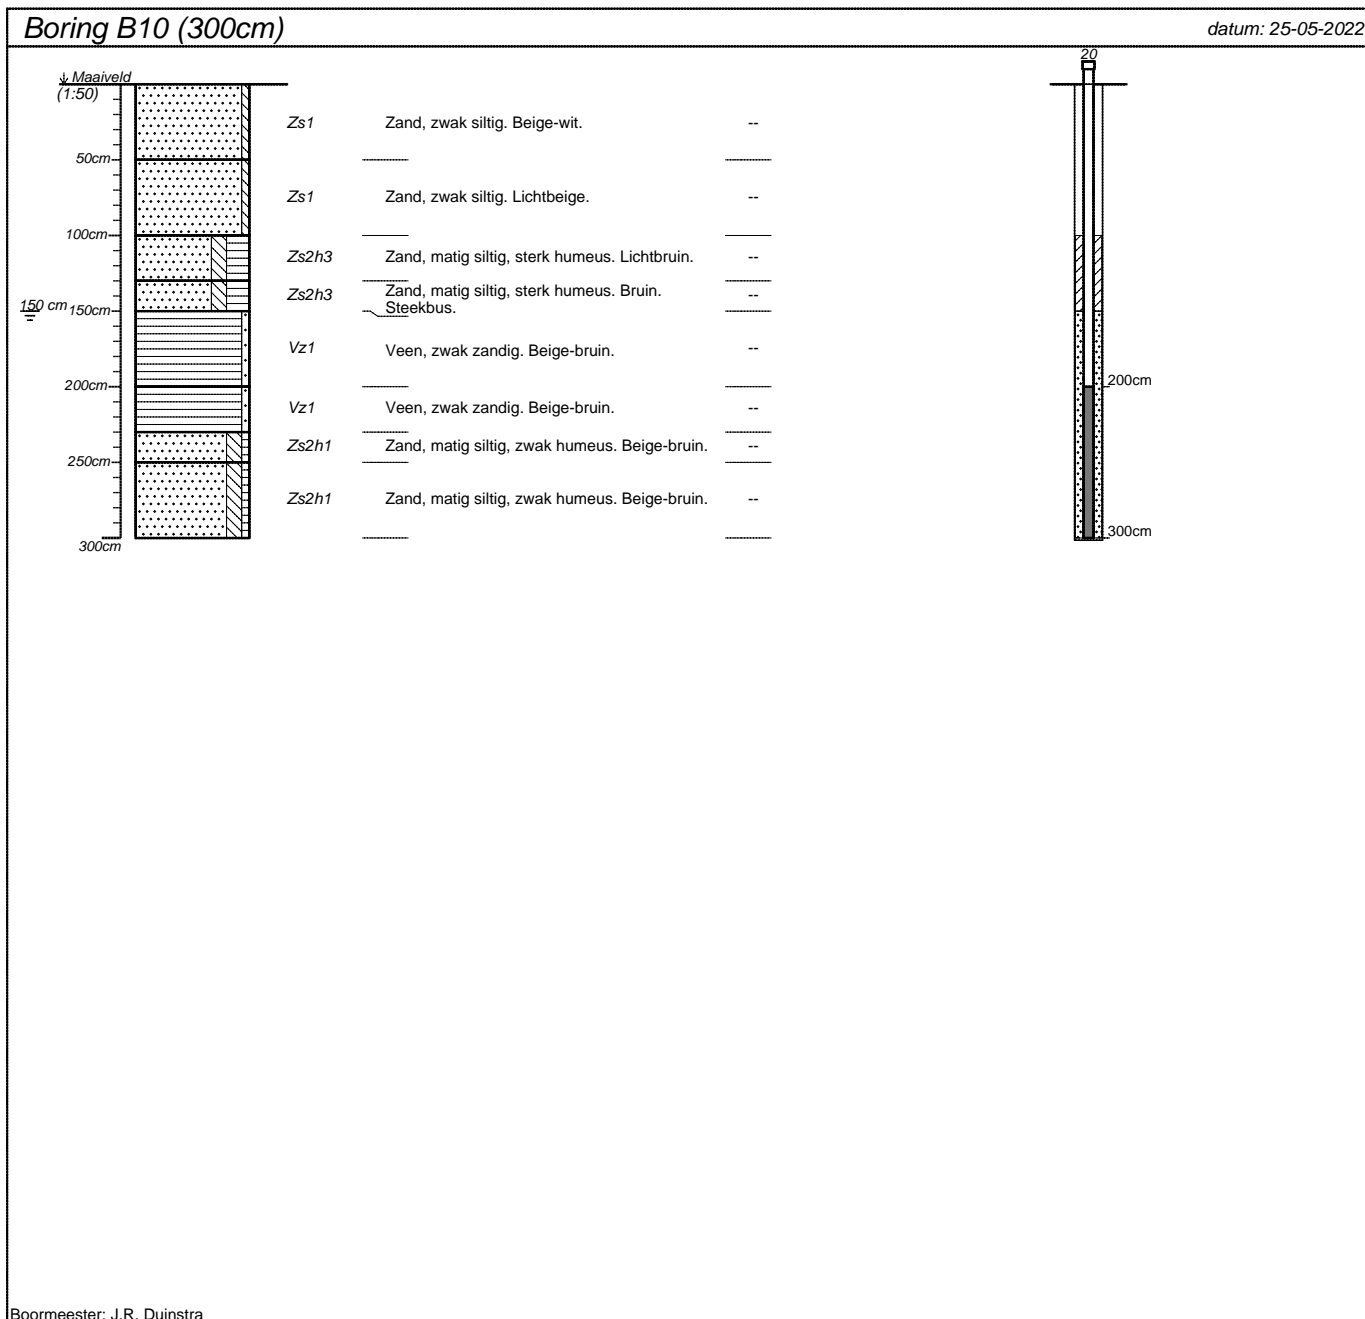 Boring B10 (300cm)
datum: 25-05-2022
20
Maaiveld
(1:50)
Zs1 Zand, zwak siltig. Beige-wit. --
50cm
Zs1 Zand, zwak siltig. Lichtbeige. --
100cm
Zs2h3 Zand, matig siltig, sterk humeus. Lichtbruin. --
Zs2h3 Zand, matig siltig, sterk humeus. Bruin. --
Steekbus.
150 cm 150cm
Vz1 Veen, zwak zandig. Beige-bruin. --
200cm 200cm
Vz1 Veen, zwak zandig. Beige-bruin. --
Zs2h1 Zand, matig siltig, zwak humeus. Beige-bruin. --
250cm
Zs2h1 Zand, matig siltig, zwak humeus. Beige-bruin. --
300cm 300cm
Boormeester: J.R. Duinstra